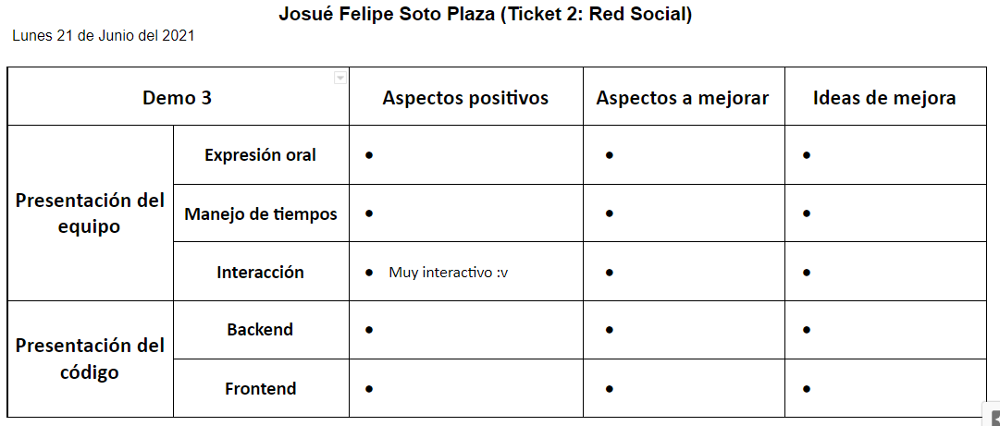 Josué Felipe Soto Plaza (Ticket 2: Red Social)
Lunes 21 de Junio del 2021
Demo 3 Aspectos positivos Aspectos a mejorar Ideas de mejora
Presentación del
equipo
Expresión oral • • •
Manejo de tiempos • • •
Interacción • Muy interactivo :v • •
Presentación del
código
Backend • • •
Frontend • • •